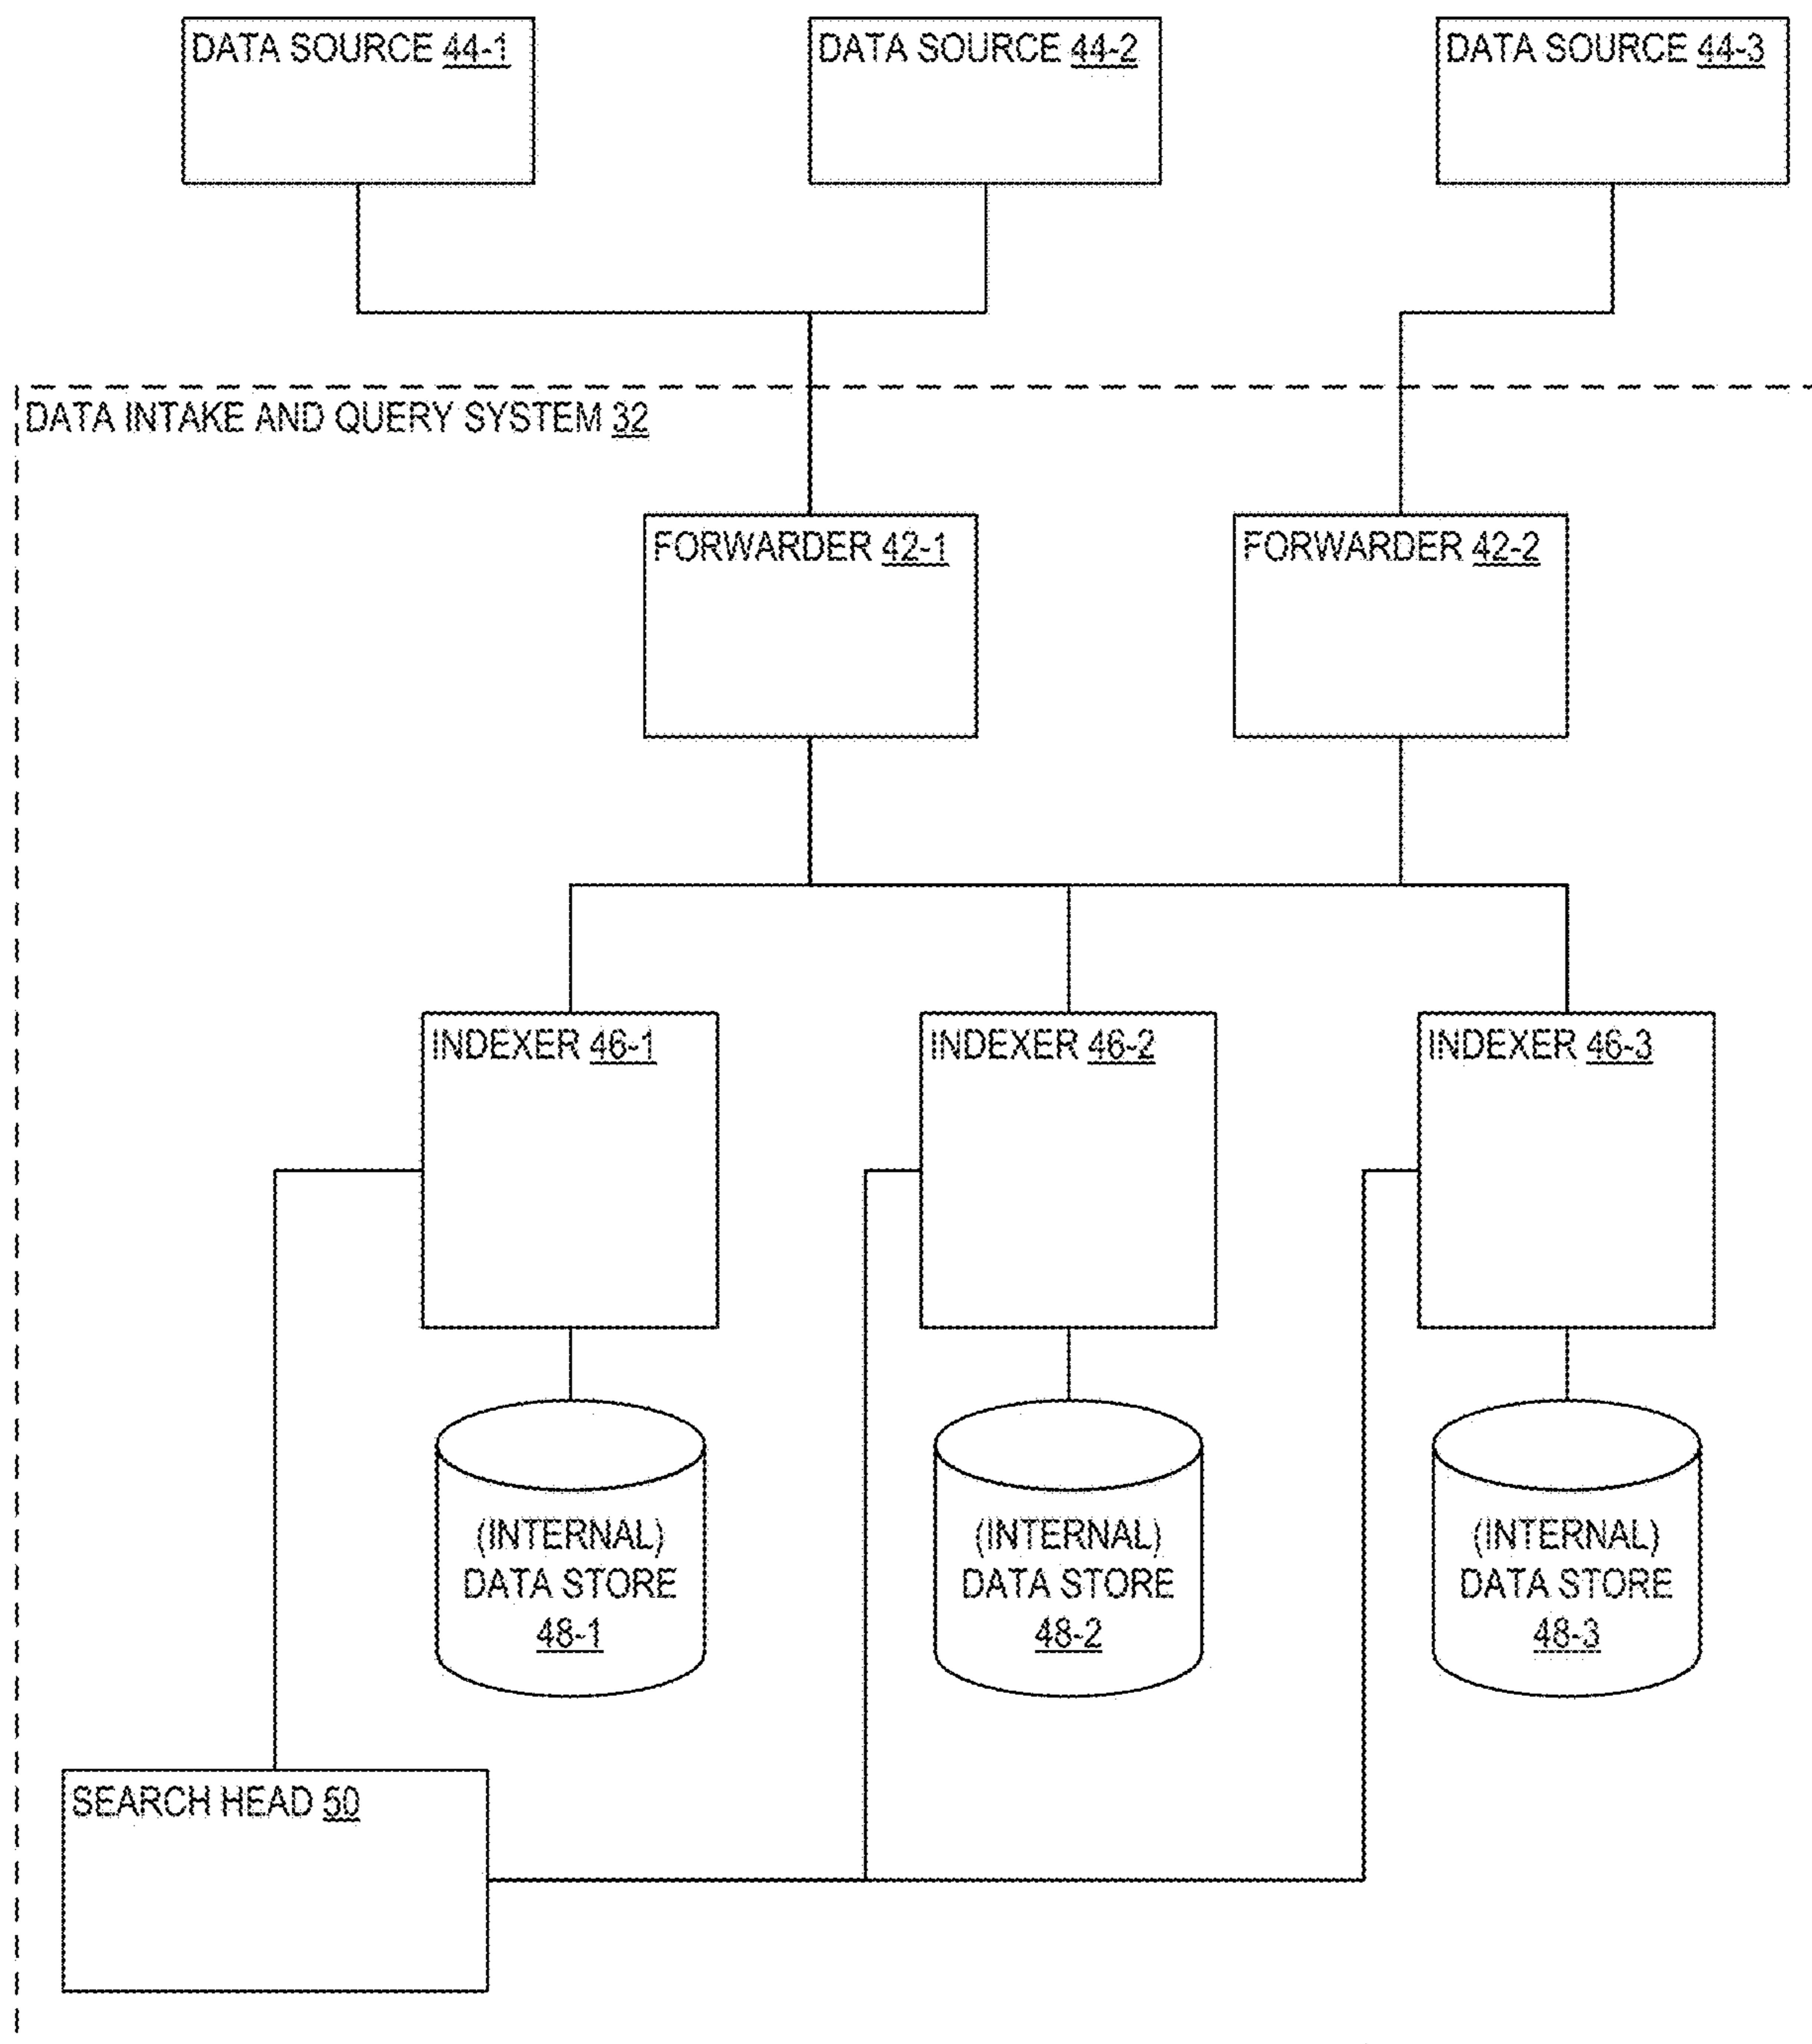 DATA SOURCE 44-1
DATA SOURCE 44-2
DATA SOURCE 44-3
DATA INTAKE AND QUERY SYSTEM 32
FORWARDER 42-1
FORWARDER 42-2
INDEXER 46-1
INDEXER 46-2
INDEXER 46-3
(INTERNAL)
DATA STORE
48-1
(INTERNAL)
DATA STORE
48-2
(INTERNAL)
DATA STORE
48-3
SEARCH HEAD 50